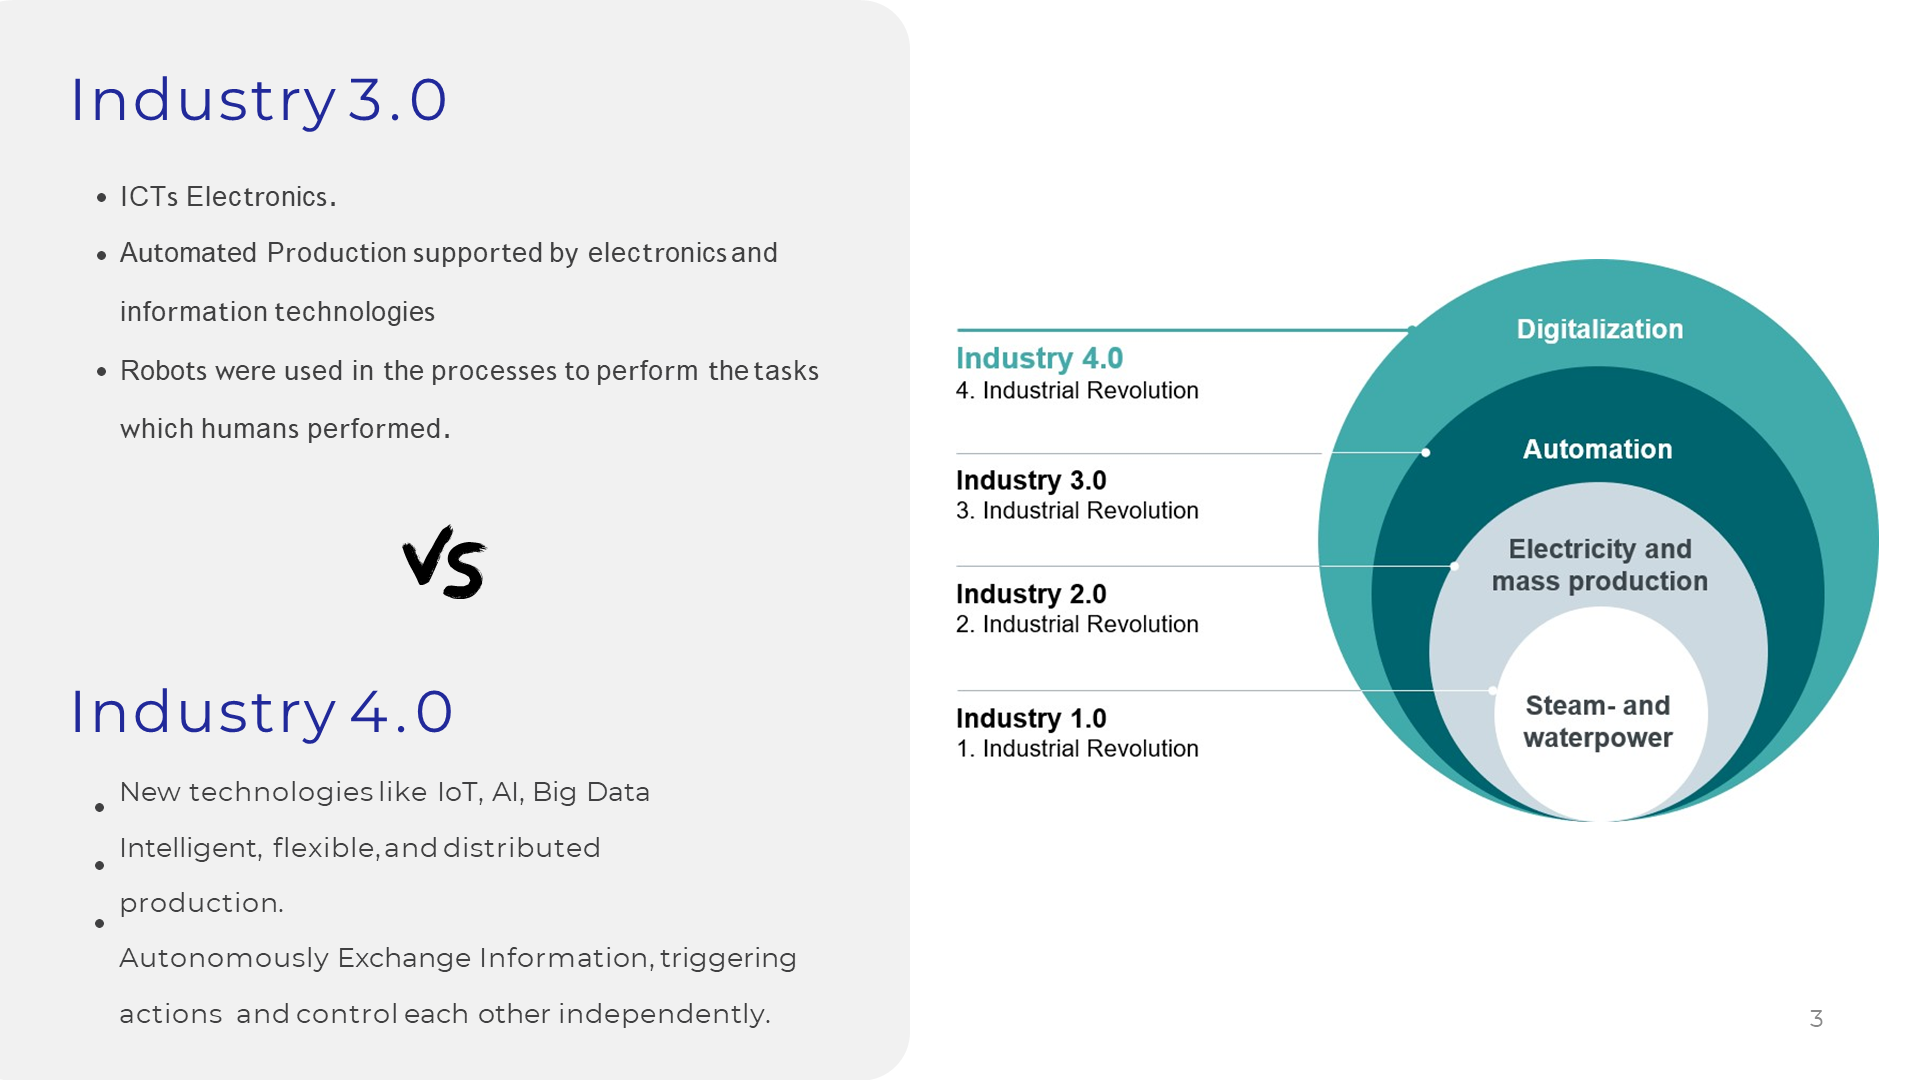 Industry 3.0
• ICTs Electronics.
• Automated Production supported by electronics and
information technologies
• Robots were used in the processes to perform the tasks
which humans performed.
VS
Industry 4.0
• New technologies like IoT, AI, Big Data
• Intelligent, flexible, and distributed
production.
• Autonomously Exchange Information, triggering
actions and control each other independently.
Industry 4.0
4. Industrial Revolution
Industry 3.0
3. Industrial Revolution
Industry 2.0
2. Industrial Revolution
Industry 1.0
1. Industrial Revolution
Digitalization
Automation
Electricity and
mass production
Steam- and
waterpower
3